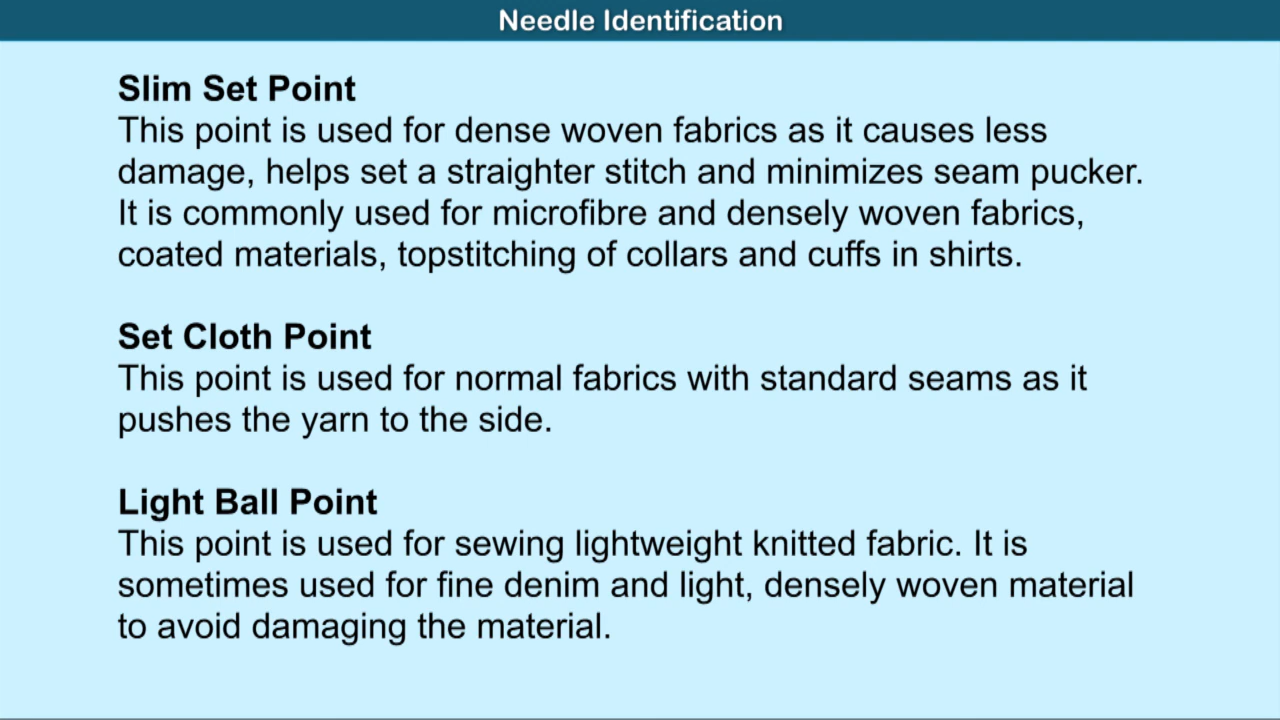 Needle Identification
Slim Set Point
This point is used for dense woven fabrics as it causes less
damage, helps set a straighter stitch and minimizes seam pucker.
It is commonly used for microfibre and densely woven fabrics,
coated materials, topstitching of collars and cuffs in shirts.
Set Cloth Point
This point is used for normal fabrics with standard seams as it
pushes the yarn to the side.
Light Ball Point
This point is used for sewing lightweight knitted fabric. It is
sometimes used for fine denim and light, densely woven material
to avoid damaging the material.